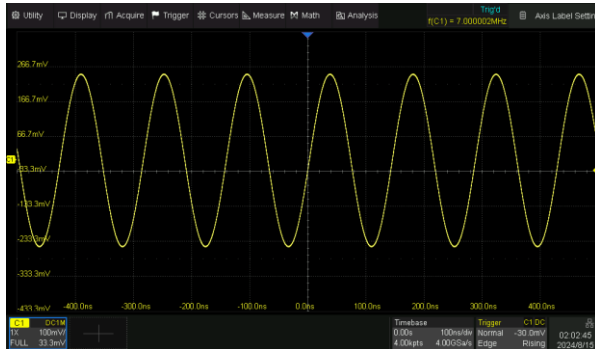 Utility Display Acquire Trigger Cursors Measure Math Analysis Trig'd Axis Label Settin
f(C1) = 7.000002MHz
266.7mV
166.7mV
66.7mV
C1
-33.3mV
-133.3mV
-233.3mV
-333.3mV
-433.3mV -400.0ns -300.0ns -200.0ns -100.0ns 0.0ns 100.0ns 200.0ns 300.0ns 400.0ns
C1 DC1M Timebase Trigger C1 DC
1X 100mV/ 0.00s 100ns/div Normal -30.0mV 02:02:45
FULL 33.3mV 4.00kpts 4.00GSa/s Edge Rising 2024/8/15